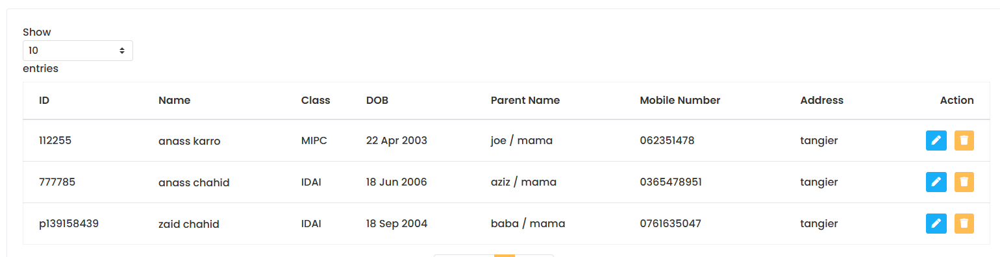 Show
10
entries
ID Name Class DOB Parent Name Mobile Number Address Action
112255 anass karro MIPC 22 Apr 2003 joe / mama 062351478 tangier
777785 anass chahid IDAI 18 Jun 2006 aziz / mama 0365478951 tangier
p139158439 zaid chahid IDAI 18 Sep 2004 baba / mama 0761635047 tangier